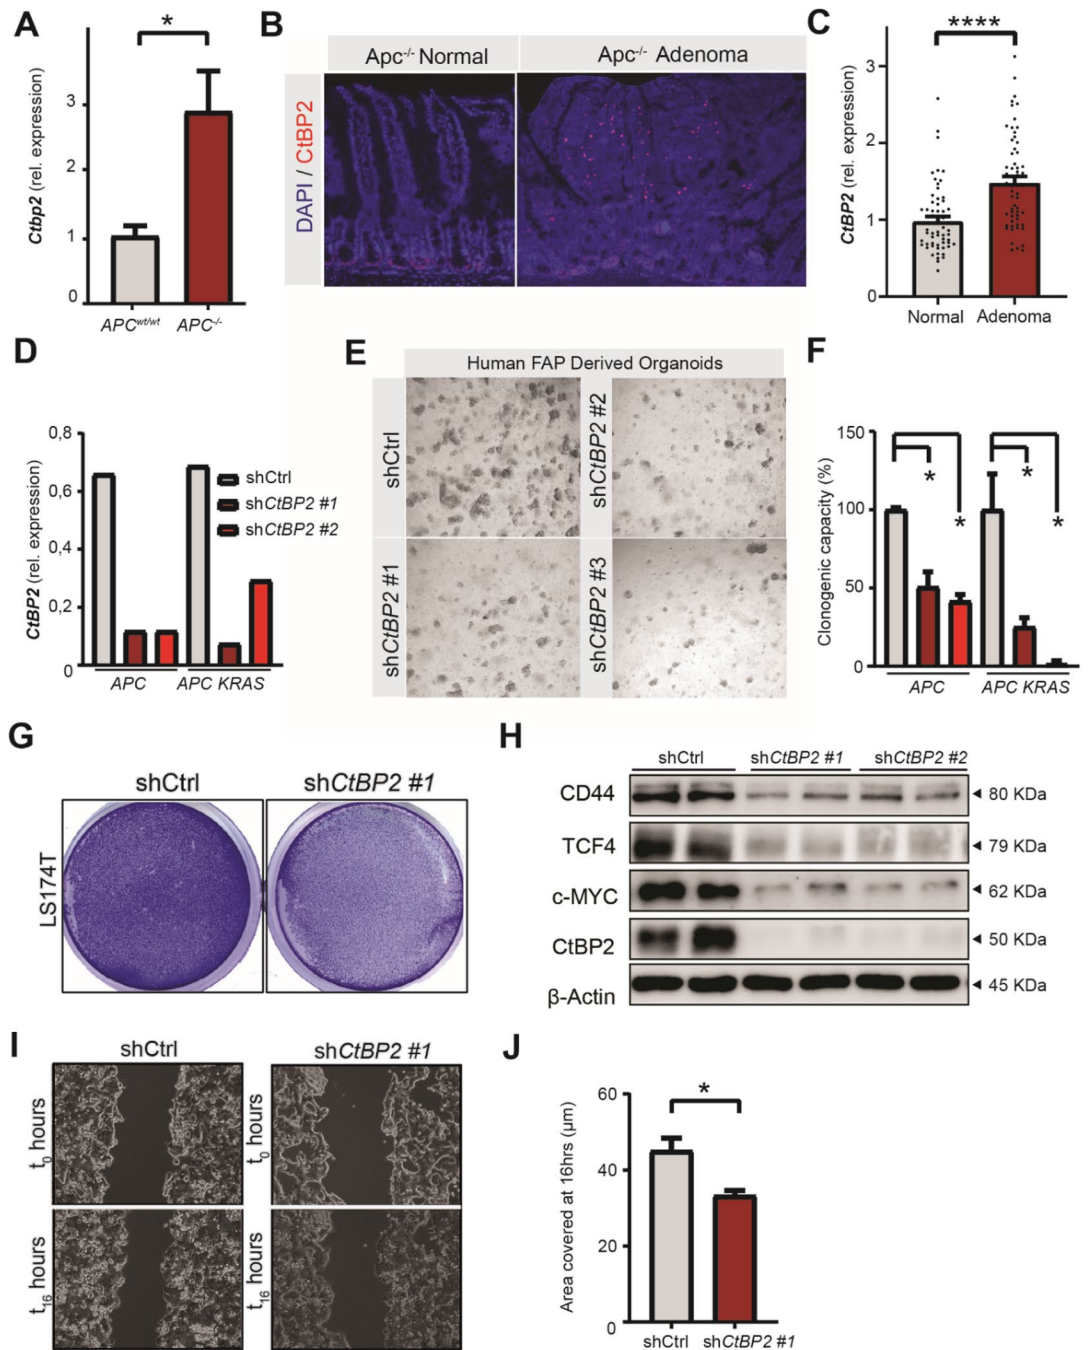 A
*
Ctbp2 (rel. expression)
3
2
1
0
APCwt/wt
APC-/-
B
Apc-/- Normal
Apc-/- Adenoma
DAPI / CtBP2
C
****
CtBP2 (rel. expression)
3
2
1
0
Normal
Adenoma
D
CtBP2 (rel. expression)
0,8
0,6
0,4
0,2
0
shCtrl
shCtBP2 #1
shCtBP2 #2
APC
APC KRAS
E
Human FAP Derived Organoids
shCtrl
shCtBP2 #2
shCtBP2 #1
shCtBP2 #3
F
Clonogenic capacity (%)
150
100
50
0
*
*
*
*
APC
APC KRAS
G
shCtrl
shCtBP2 #1
LS174T
H
shCtrl
shCtBP2 #1
shCtBP2 #2
CD44
◄ 80 KDa
TCF4
◄ 79 KDa
c-MYC
◄ 62 KDa
CtBP2
◄ 50 KDa
β-Actin
◄ 45 KDa
I
shCtrl
shCtBP2 #1
t0 hours
t0 hours
t16 hours
t16 hours
J
*
Area covered at 16hrs (µm)
60
40
20
0
shCtrl
shCtBP2 #1